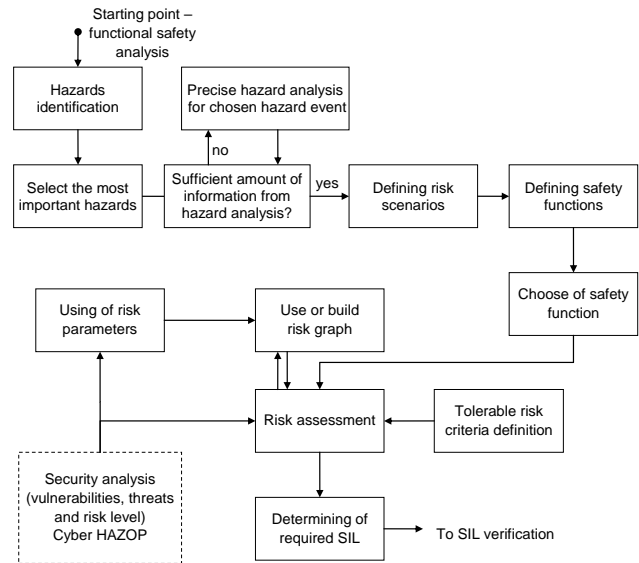 Starting point –
functional safety
analysis
Hazards
identification
Precise hazard analysis
for chosen hazard event
no
Select the most
important hazards
Sufficient amount of
information from
hazard analysis?
yes
Defining risk
scenarios
Defining safety
functions
Choose of safety
function
Using of risk
parameters
Use or build
risk graph
Risk assessment
Tolerable risk
criteria definition
Security analysis
(vulnerabilities, threats
and risk level)
Cyber HAZOP
Determining of
required SIL
To SIL verification